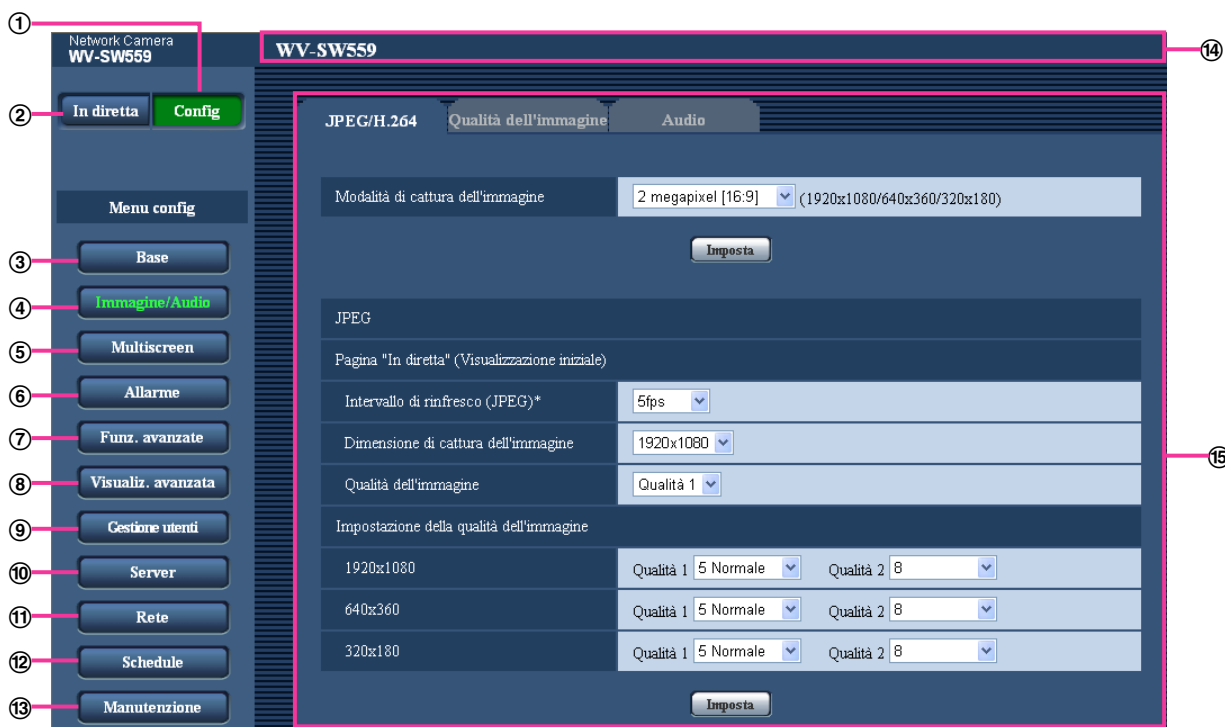 ①
Network Camera
WV-SW559
WV-SW559
⑭
② In diretta Config
JPEG/H.264 Qualità dell'immagine Audio
Menu config
Modalità di cattura dell'immagine 2 megapixel [16:9] (1920x1080/640x360/320x180)
Imposta
③ Base
④ Immagine/Audio
JPEG
⑤ Multiscreen
Pagina "In diretta" (Visualizzazione iniziale)
⑥ Allarme
Intervallo di rinfresco (JPEG)* 5fps
⑦ Funz. avanzate
Dimensione di cattura dell'immagine 1920x1080
⑮
⑧ Visualiz. avanzata
Qualità dell'immagine Qualità 1
⑨ Gestione utenti
Impostazione della qualità dell'immagine
⑩ Server
1920x1080 Qualità 1 5 Normale Qualità 2 8
⑪ Rete
640x360 Qualità 1 5 Normale Qualità 2 8
⑫ Schedule
320x180 Qualità 1 5 Normale Qualità 2 8
⑬ Manutenzione
Imposta